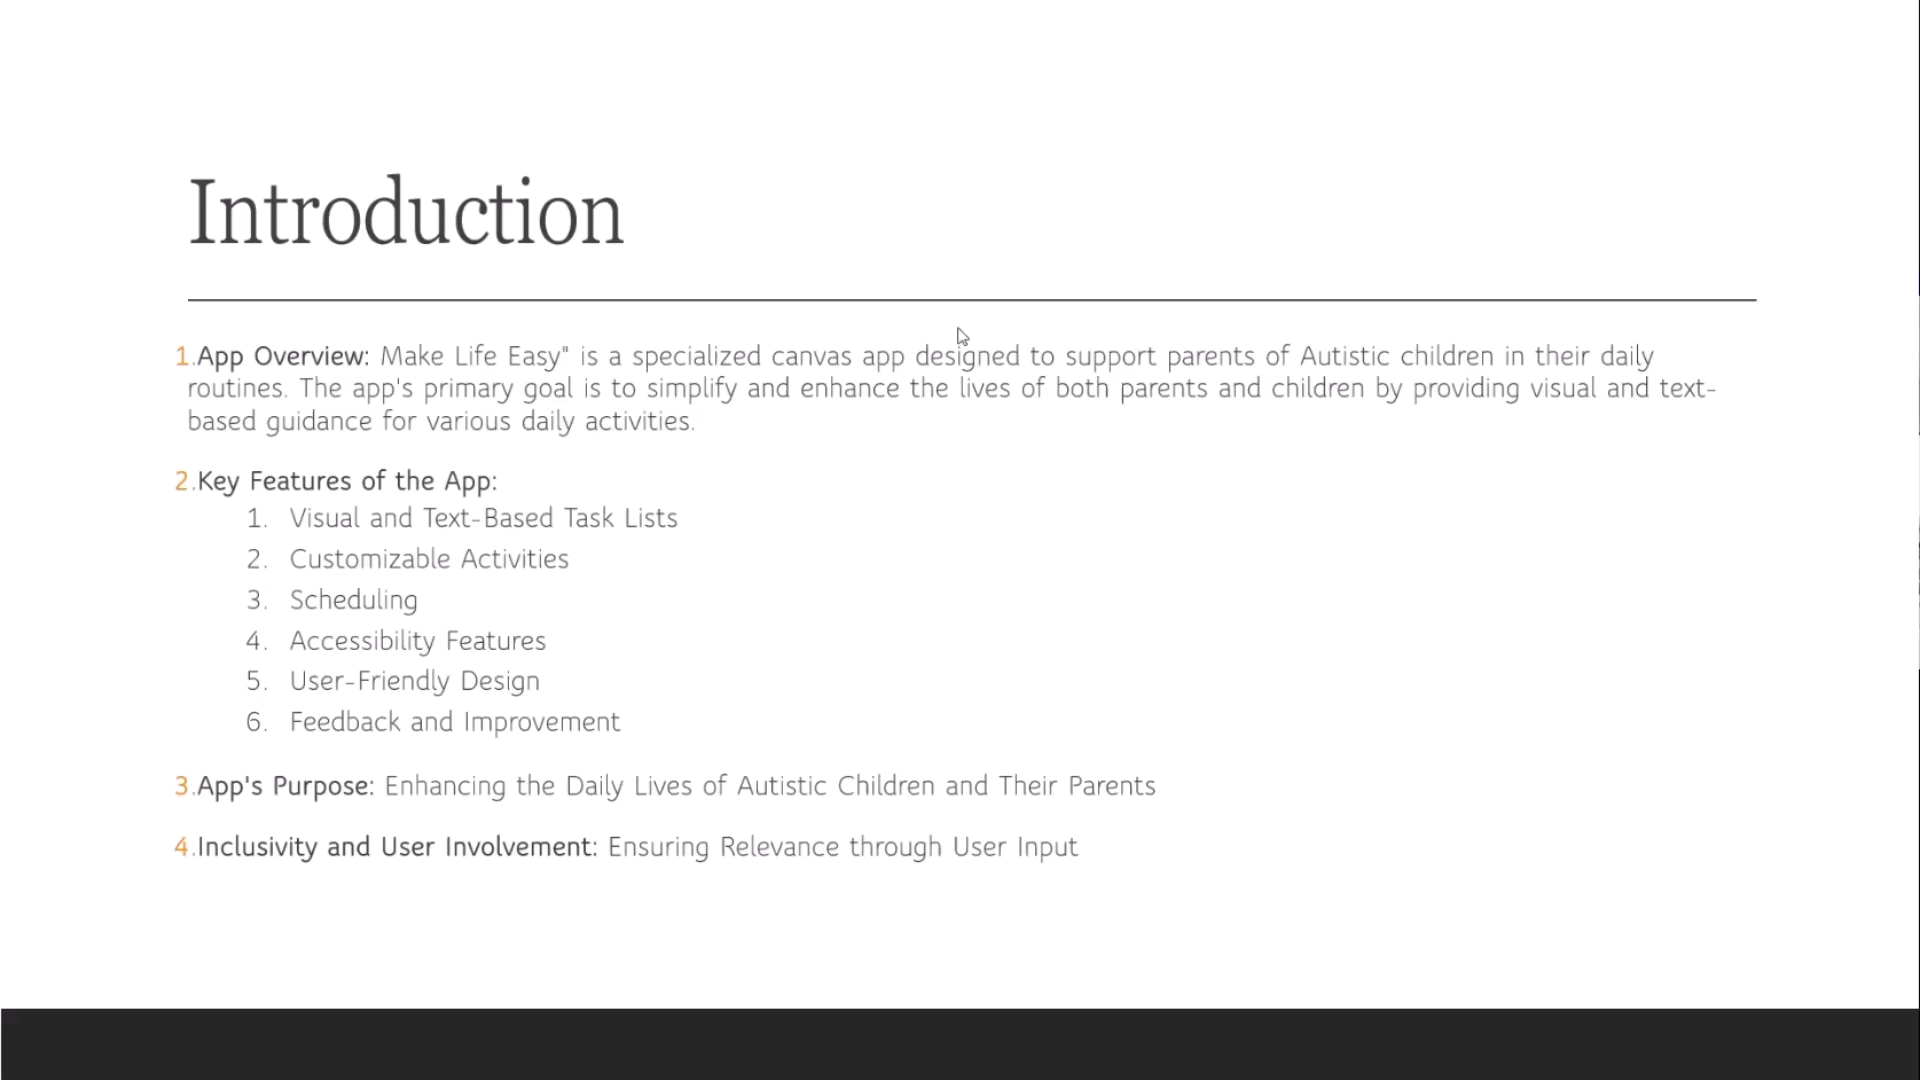 Introduction
1.App Overview: Make Life Easy" is a specialized canvas app designed to support parents of Autistic children in their daily
routines. The app's primary goal is to simplify and enhance the lives of both parents and children by providing visual and text-
based guidance for various daily activities.
2.Key Features of the App:
1. Visual and Text-Based Task Lists
2. Customizable Activities
3. Scheduling
4. Accessibility Features
5. User-Friendly Design
6. Feedback and Improvement
3.App's Purpose: Enhancing the Daily Lives of Autistic Children and Their Parents
4.Inclusivity and User Involvement: Ensuring Relevance through User Input